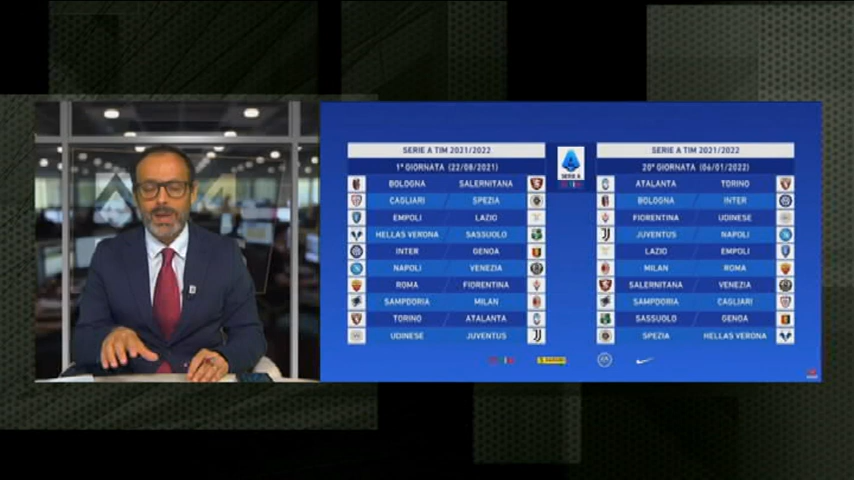 SERIE A TIM 2021/2022
1ª GIORNATA (22/08/2021)
BOLOGNA SALERNITANA
CAGLIARI SPEZIA
EMPOLI LAZIO
HELLAS VERONA SASSUOLO
INTER GENOA
NAPOLI VENEZIA
ROMA FIORENTINA
SAMPDORIA MILAN
TORINO ATALANTA
UDINESE JUVENTUS
SERIE A
SERIE A TIM 2021/2022
20ª GIORNATA (06/01/2022)
ATALANTA TORINO
BOLOGNA INTER
FIORENTINA UDINESE
JUVENTUS NAPOLI
LAZIO EMPOLI
MILAN ROMA
SALERNITANA VENEZIA
SAMPDORIA CAGLIARI
SASSUOLO GENOA
SPEZIA HELLAS VERONA